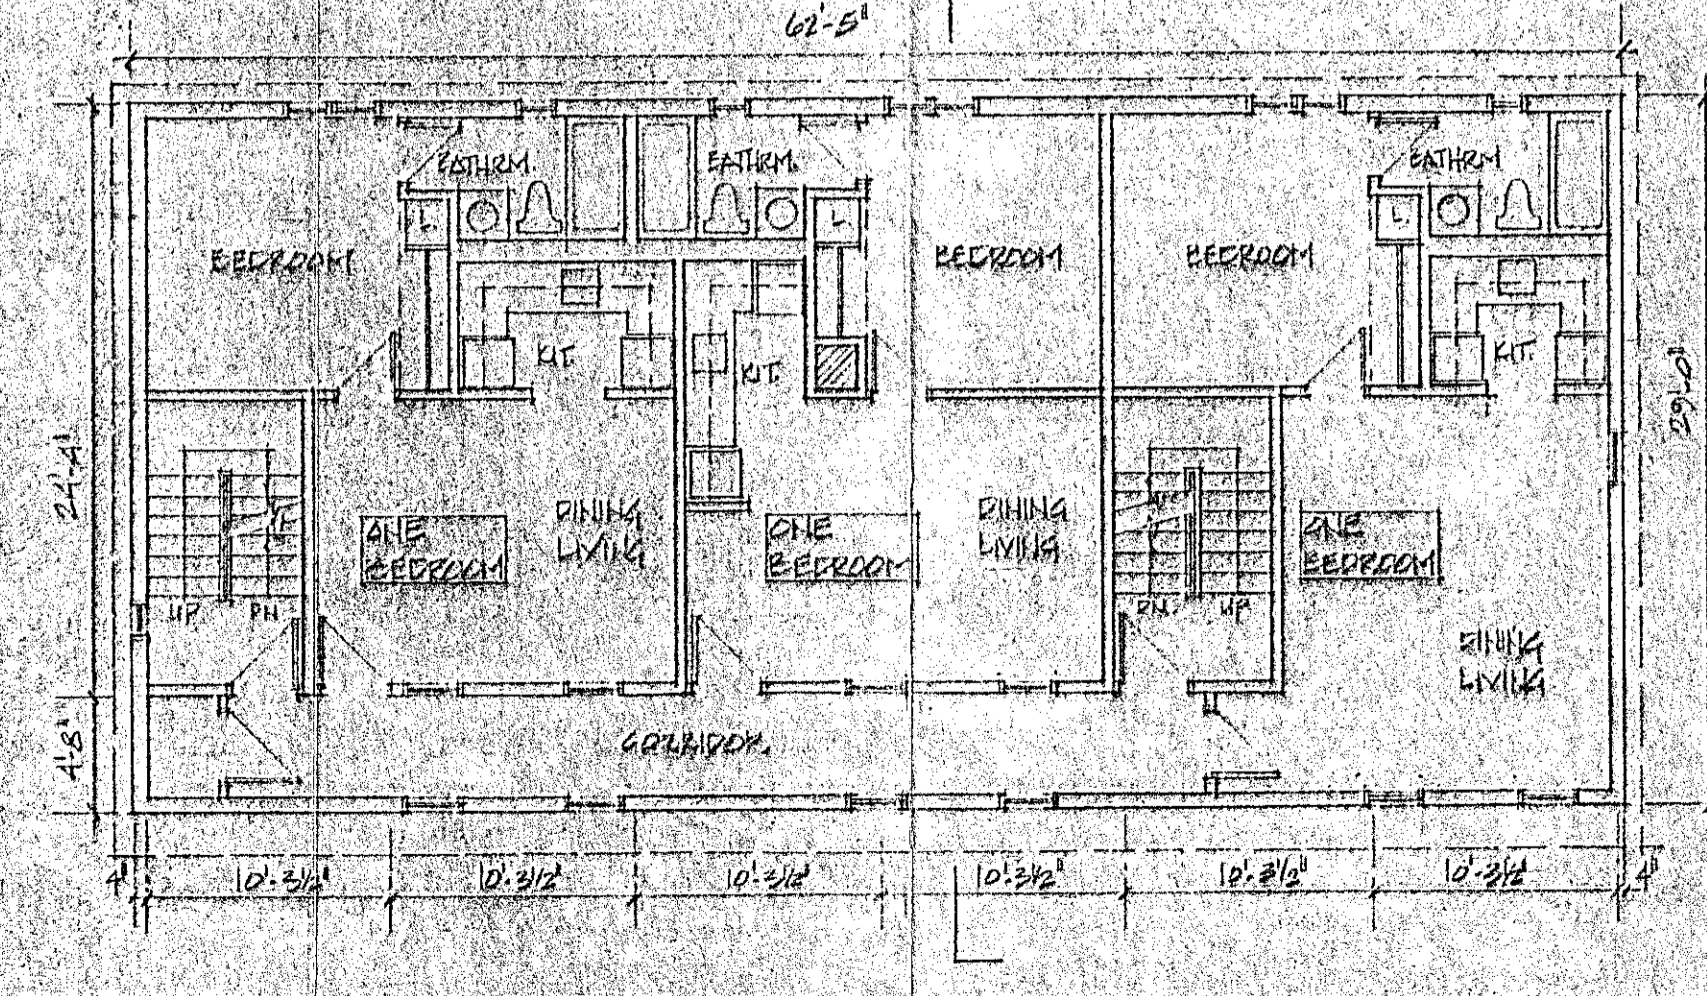 62'-5"
BATHRM.
BATHRM.
BATHRM
L.
L.
L.
BEDROOM
BEDROOM
BEDROOM
KIT.
KIT.
KIT.
29'-0"
24'-4"
DINING
LIVING
DINING
LIVING
ONE
BEDROOM
ONE
BEDROOM
ONE
BEDROOM
UP
DN
DN.
UP
DINING
LIVING
4'-8"
CORRIDOR.
4"
10'-3 1/2"
10'-3 1/2"
10'-3 1/2"
10'-3 1/2"
10'-3 1/2"
10'-3 1/2"
4"